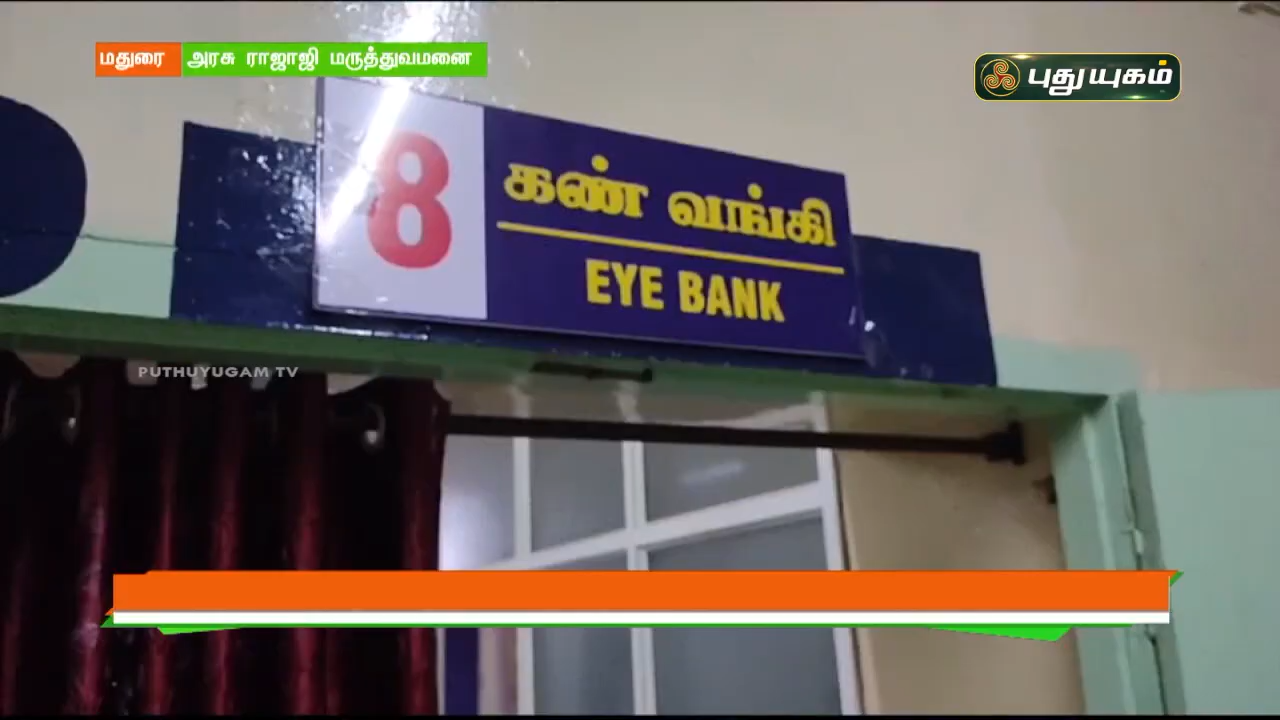 மதுரை அரசு ராஜாஜி மருத்துவமனை
புதுயுகம்
8
கண் வங்கி
EYE BANK
PUTHUYUGAM TV